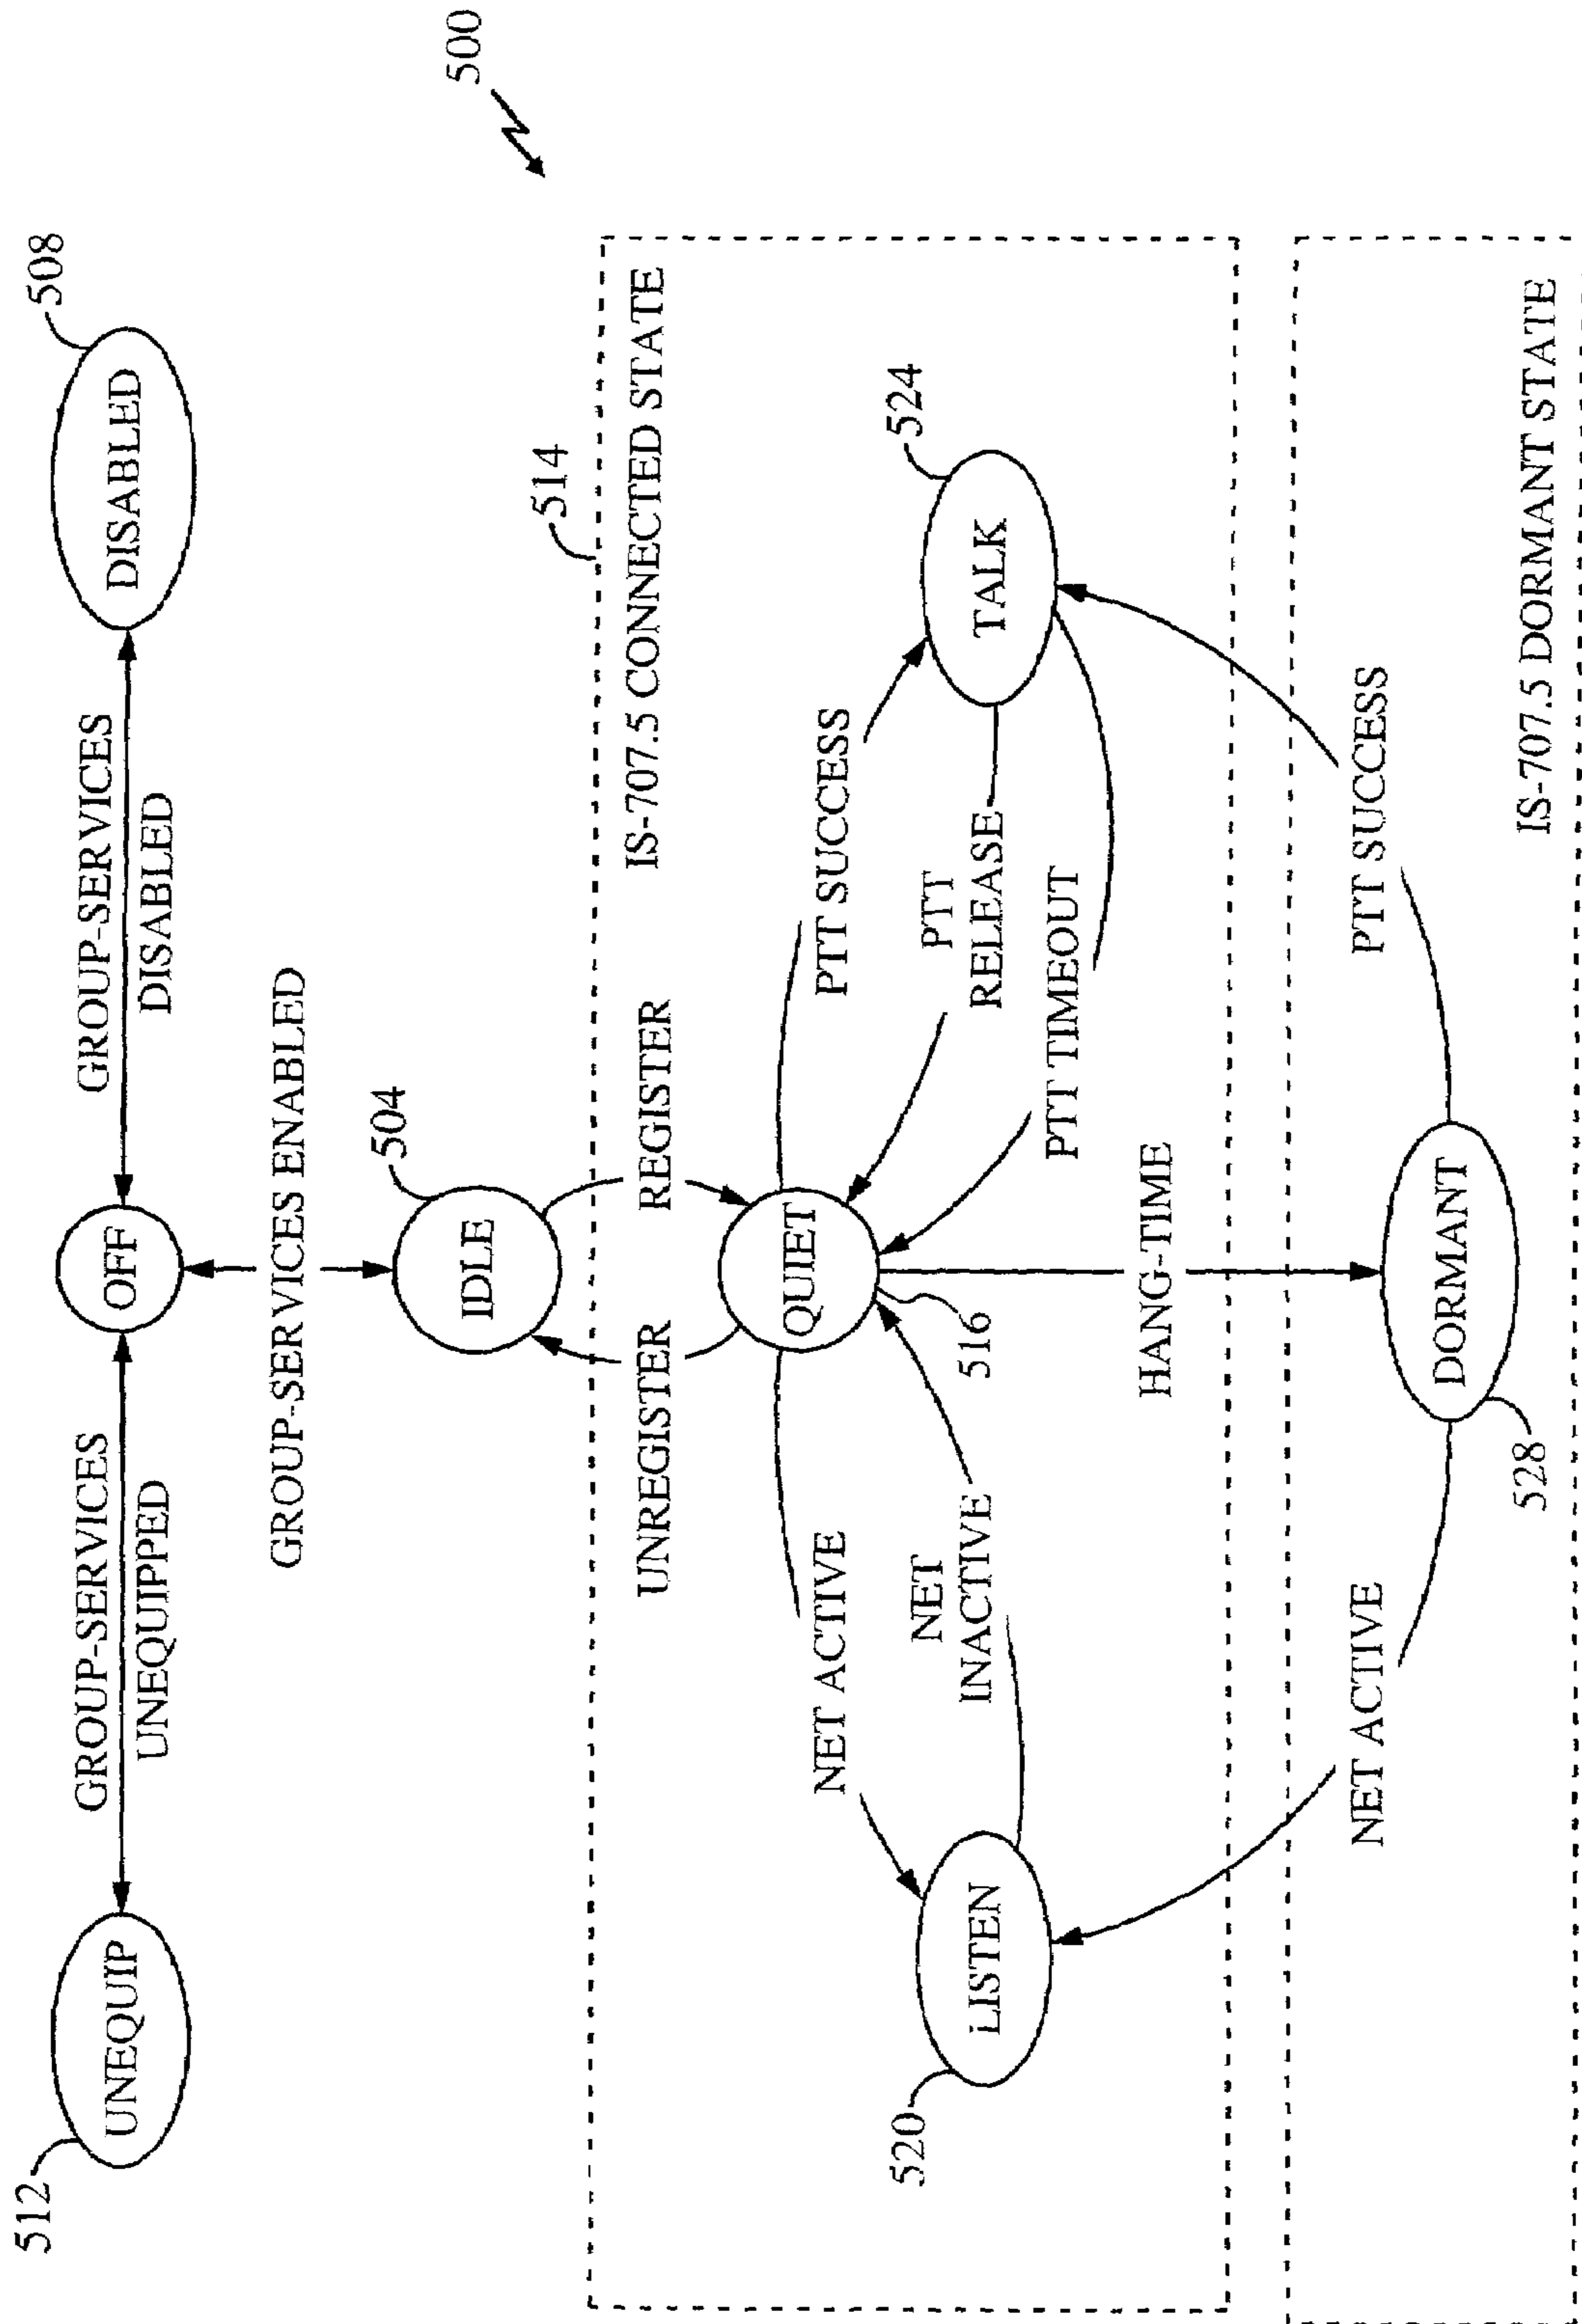 500
512
UNEQUIP
GROUP-SERVICES
UNEQUIPPED
OFF
GROUP-SERVICES
DISABLED
DISABLED
508
GROUP-SERVICES ENABLED
504
IDLE
514
UNREGISTER
REGISTER
IS-707.5 CONNECTED STATE
QUIET
516
NET ACTIVE
NET
INACTIVE
PTT SUCCESS
PTT
RELEASE
PTT TIMEOUT
520
LISTEN
524
TALK
HANG-TIME
NET ACTIVE
PTT SUCCESS
DORMANT
528
IS-707.5 DORMANT STATE